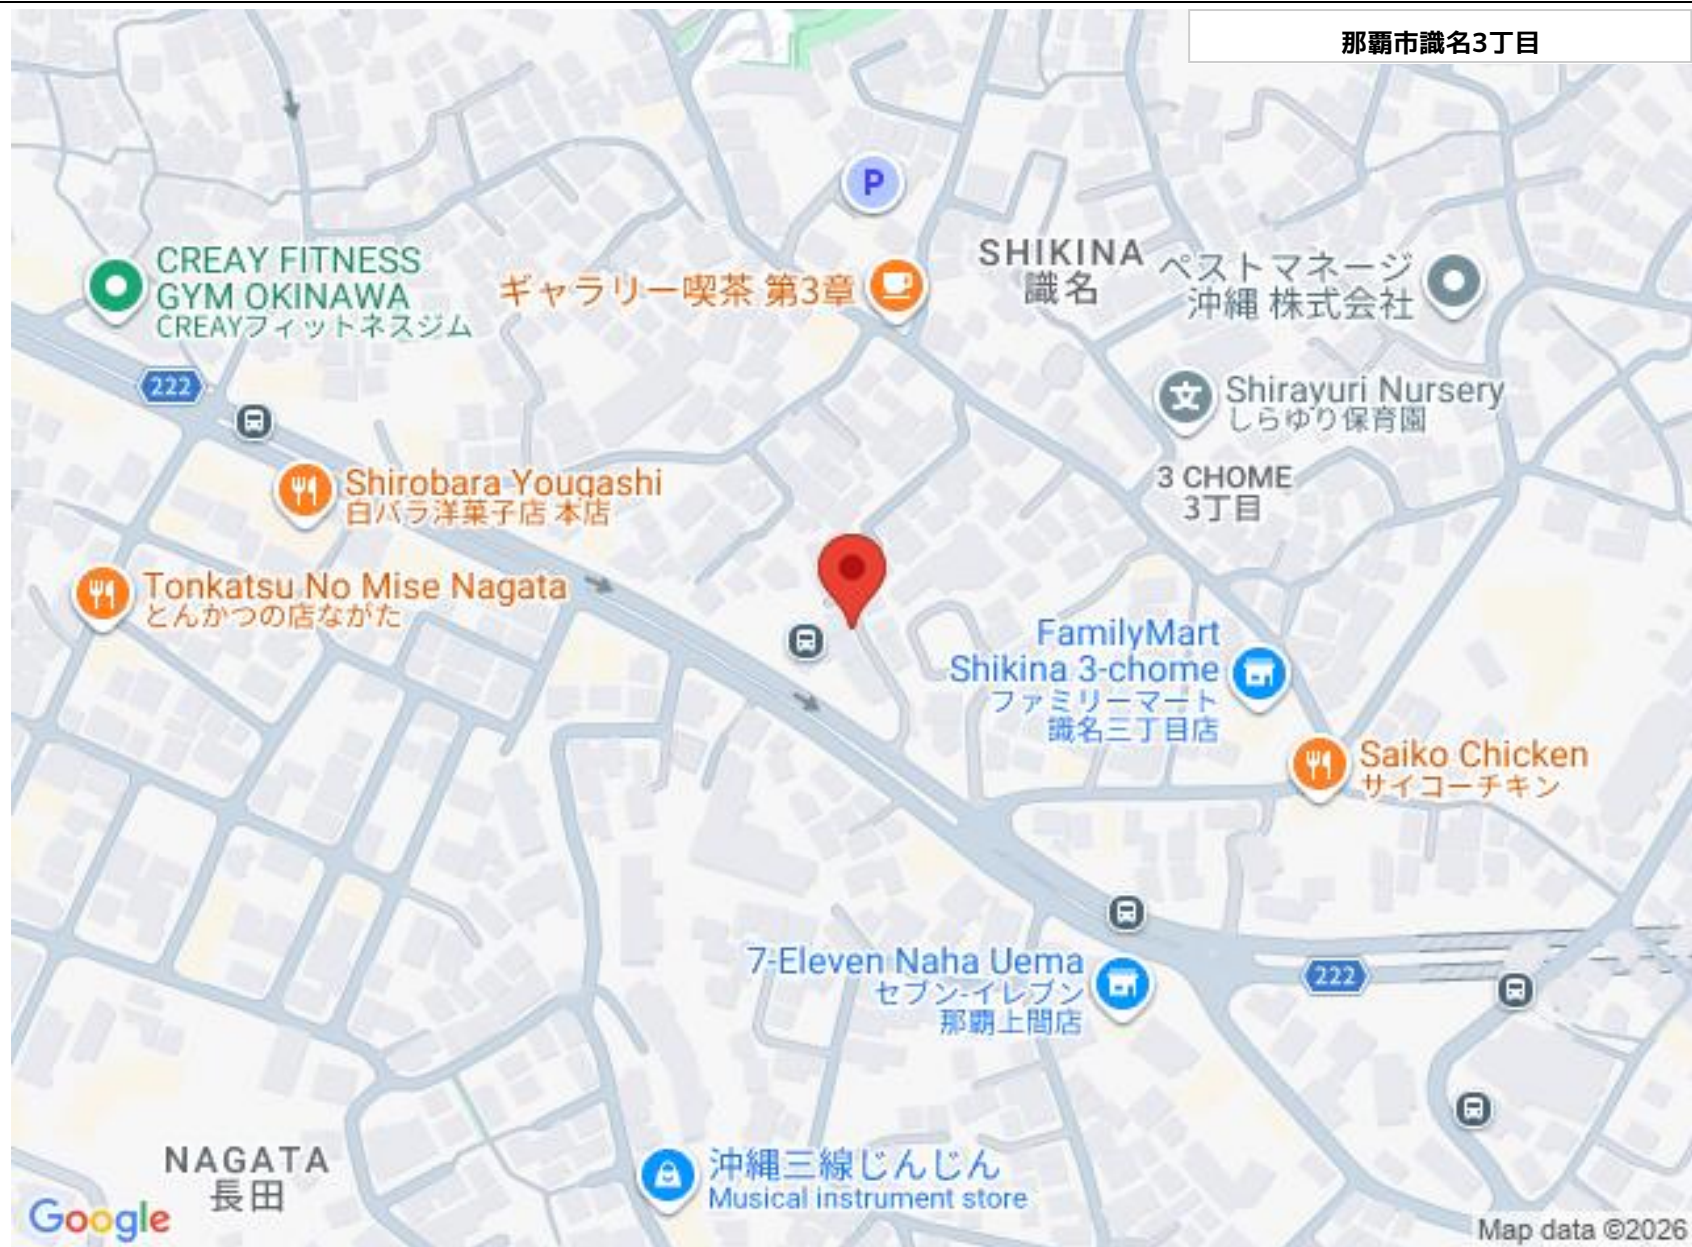 那覇市識名3丁目
P
CREAY FITNESS
GYM OKINAWA
CREAYフィットネスジム
ギャラリー喫茶 第3章
SHIKINA
識名
ペストマネージ
沖縄 株式会社
222
Shirayuri Nursery
しらゆり保育園
Shirobara Yougashi
白バラ洋菓子店 本店
3 CHOME
3丁目
Tonkatsu No Mise Nagata
とんかつの店ながた
FamilyMart
Shikina 3-chome
ファミリーマート
識名三丁目店
Saiko Chicken
サイコーチキン
7-Eleven Naha Uema
セブン-イレブン
那覇上間店
222
NAGATA
長田
沖縄三線じんじん
Musical instrument store
Google
Map data ©2026